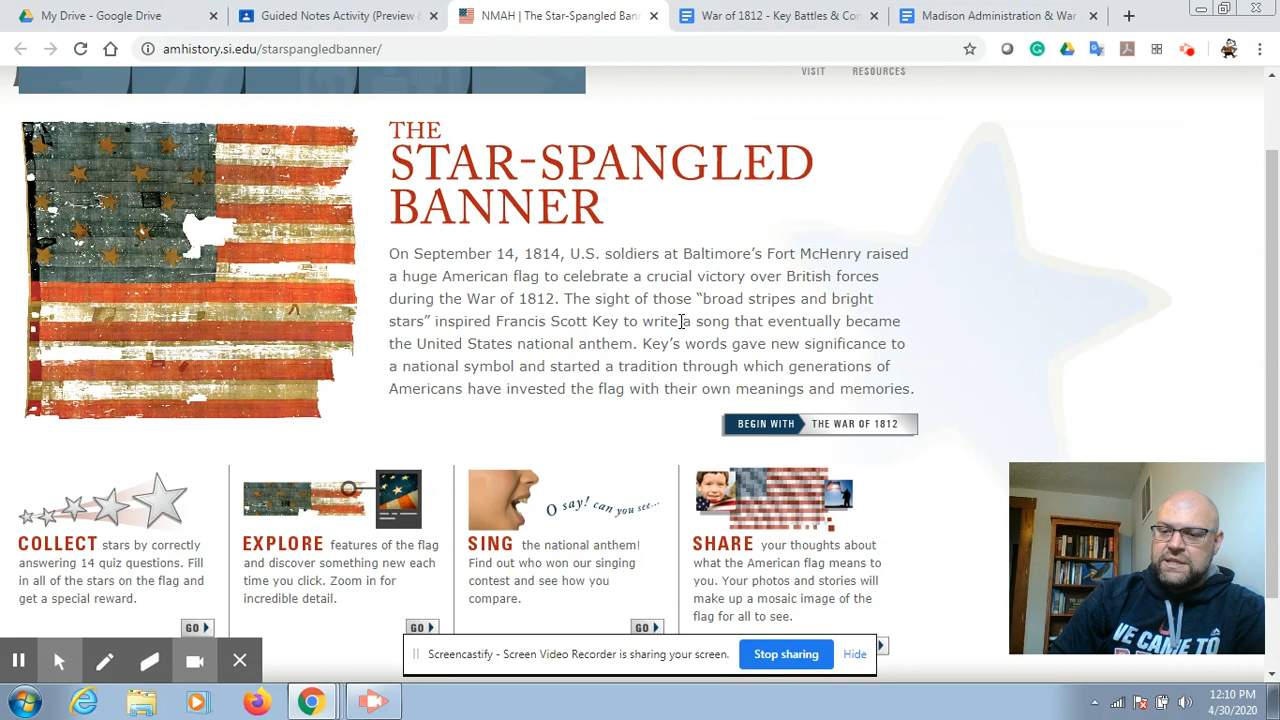 My Drive - Google Drive
Guided Notes Activity (Preview E
NMAH | The Star-Spangled Bann
War of 1812 - Key Battles & Con
Madison Administration & War
amhistory.si.edu/starspangledbanner/
VISIT RESOURCES
THE
STAR-SPANGLED
BANNER
On September 14, 1814, U.S. soldiers at Baltimore's Fort McHenry raised
a huge American flag to celebrate a crucial victory over British forces
during the War of 1812. The sight of those “broad stripes and bright
stars” inspired Francis Scott Key to write a song that eventually became
the United States national anthem. Key's words gave new significance to
a national symbol and started a tradition through which generations of
Americans have invested the flag with their own meanings and memories.
BEGIN WITH THE WAR OF 1812
COLLECT stars by correctly
answering 14 quiz questions. Fill
in all of the stars on the flag and
get a special reward.
GO
EXPLORE features of the flag
and discover something new each
time you click. Zoom in for
incredible detail.
GO
O say! can you see...
SING the national anthem!
Find out who won our singing
contest and see how you
compare.
GO
SHARE your thoughts about
what the American flag means to
you. Your photos and stories will
make up a mosaic image of the
flag for all to see.
WE CAME TO
Screencastify - Screen Video Recorder is sharing your screen.
Stop sharing
Hide
12:10 PM
4/30/2020